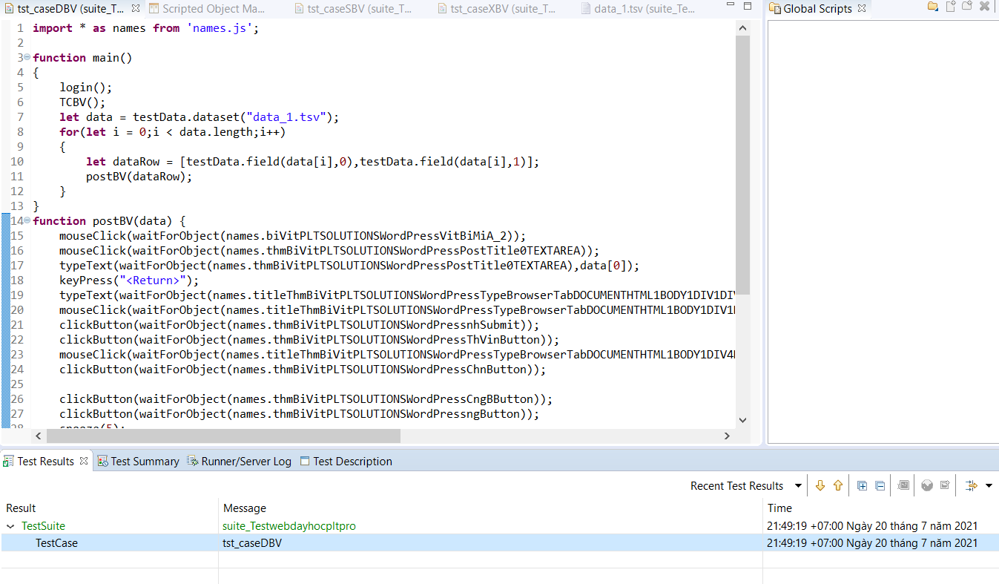 tst_caseDBV (suite_T...
Scripted Object Ma...
tst_caseSBV (suite_T...
tst_caseXBV (suite_T...
data_1.tsv (suite_Te...
Global Scripts
1 import * as names from 'names.js';
2
3 function main()
4 {
5     login();
6     TCBV();
7     let data = testData.dataset("data_1.tsv");
8     for(let i = 0;i < data.length;i++)
9     {
10         let dataRow = [testData.field(data[i],0),testData.field(data[i],1)];
11         postBV(dataRow);
12     }
13 }
14 function postBV(data) {
15     mouseClick(waitForObject(names.biVitPLTSOLUTIONSWordPressVitBiMiA_2));
16     mouseClick(waitForObject(names.thmBiVitPLTSOLUTIONSWordPressPostTitle0TEXTAREA));
17     typeText(waitForObject(names.thmBiVitPLTSOLUTIONSWordPressPostTitle0TEXTAREA),data[0]);
18     keyPress("<Return>");
19     typeText(waitForObject(names.titleThmBiVitPLTSOLUTIONSWordPressTypeBrowserTabDOCUMENTHTML1BODY1DIV1DIV
20     mouseClick(waitForObject(names.titleThmBiVitPLTSOLUTIONSWordPressTypeBrowserTabDOCUMENTHTML1BODY1DIV1
21     clickButton(waitForObject(names.thmBiVitPLTSOLUTIONSWordPressnhSubmit));
22     clickButton(waitForObject(names.thmBiVitPLTSOLUTIONSWordPressThVinButton));
23     mouseClick(waitForObject(names.titleThmBiVitPLTSOLUTIONSWordPressTypeBrowserTabDOCUMENTHTML1BODY1DIV4
24     clickButton(waitForObject(names.thmBiVitPLTSOLUTIONSWordPressChnButton));
25
26     clickButton(waitForObject(names.thmBiVitPLTSOLUTIONSWordPressCngBButton));
27     clickButton(waitForObject(names.thmBiVitPLTSOLUTIONSWordPressngButton));
28
Test Results
Test Summary
Runner/Server Log
Test Description
Recent Test Results
Result Message Time
TestSuite suite_Testwebdayhocpltpro 21:49:19 +07:00 Ngày 20 tháng 7 năm 2021
TestCase tst_caseDBV 21:49:19 +07:00 Ngày 20 tháng 7 năm 2021